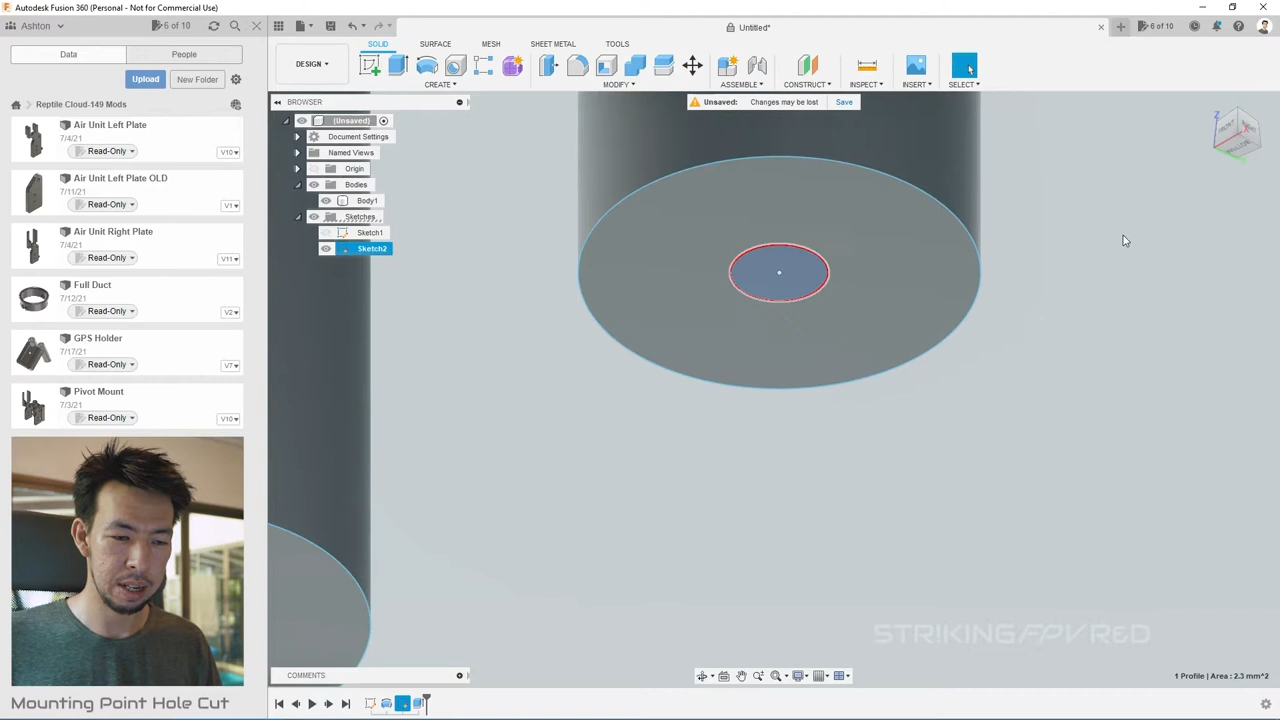 Autodesk Fusion 360 (Personal - Not for Commercial Use)
Ashton
6 of 10
Untitled*
6 of 10
Data
People
Upload
New Folder
Reptile Cloud-149 Mods
Air Unit Left Plate
7/4/21
Read-Only
V10
Air Unit Left Plate OLD
7/11/21
Read-Only
V1
Air Unit Right Plate
7/4/21
Read-Only
V11
Full Duct
7/12/21
Read-Only
V2
GPS Holder
7/17/21
Read-Only
V7
Pivot Mount
7/3/21
Read-Only
V10
DESIGN
SOLID
SURFACE
MESH
SHEET METAL
TOOLS
CREATE
MODIFY
ASSEMBLE
CONSTRUCT
INSPECT
INSERT
SELECT
BROWSER
Unsaved: Changes may be lost
Save
(Unsaved)
Document Settings
Named Views
Origin
Bodies
Body1
Sketches
Sketch1
Sketch2
Z
FRONT
STRIKINGFPV R&D
COMMENTS
1 Profile | Area : 2.3 mm^2
Mounting Point Hole Cut